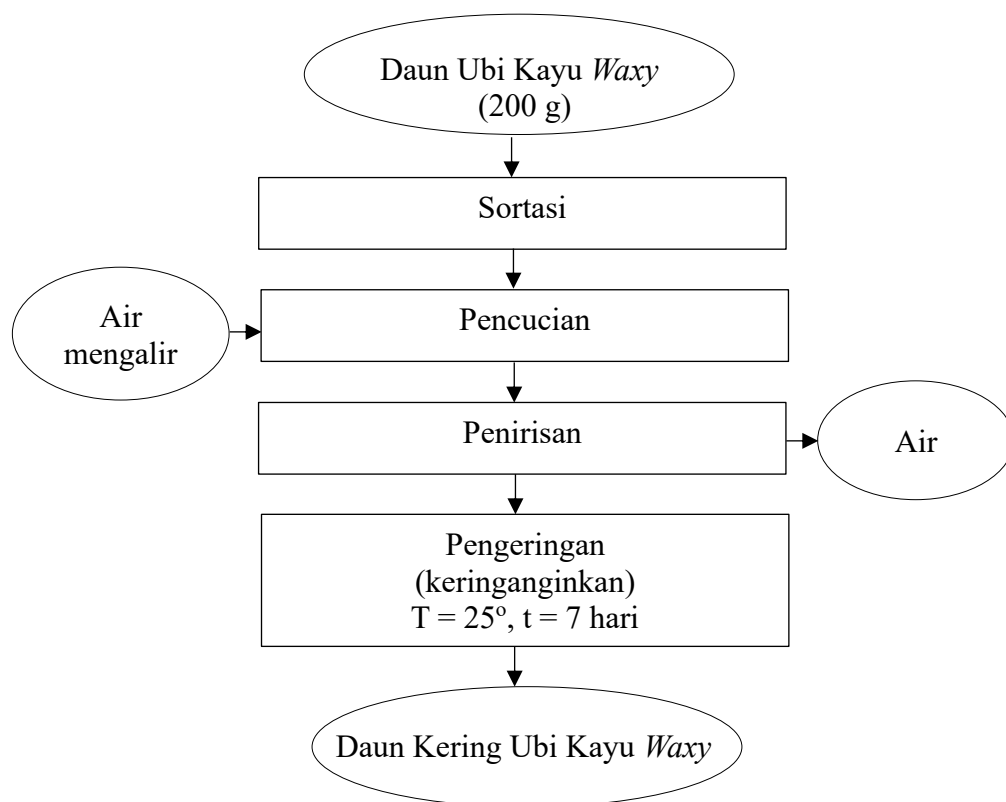 Daun Ubi Kayu Waxy
(200 g)
Sortasi
Air
mengalir
Pencucian
Penirisan
Air
Pengeringan
(keringanginkan)
T = 25º, t = 7 hari
Daun Kering Ubi Kayu Waxy